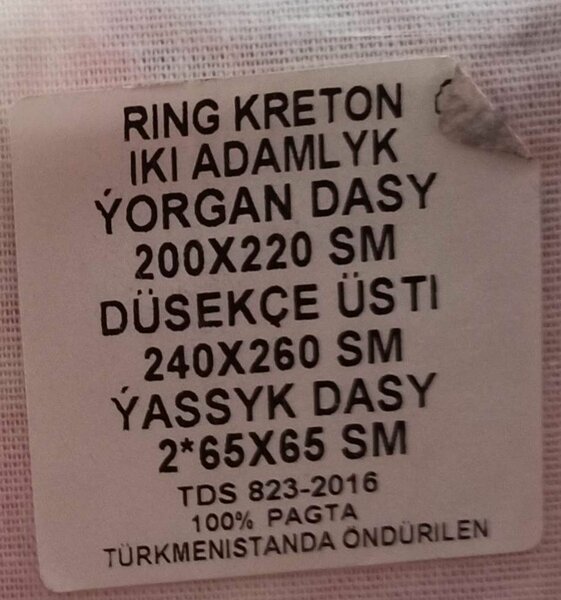 RING KRETON
IKI ADAMLYK
ÝORGAN DASY
200X220 SM
DÜSEKÇE ÜSTI
240X260 SM
ÝASSYK DASY
2*65X65 SM
TDS 823-2016
100% PAGTA
TÜRKMENISTANDA ÖNDÜRILEN